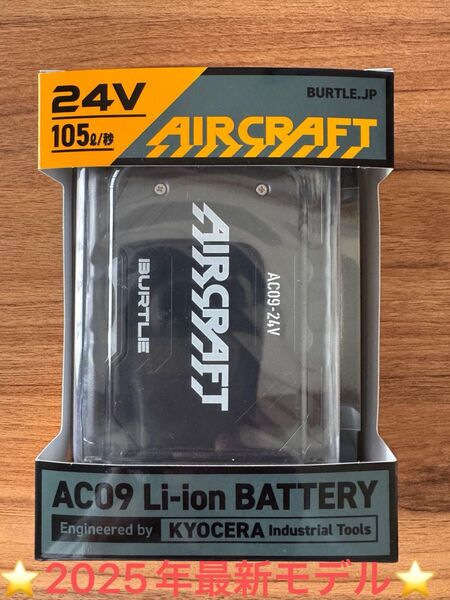 24V
BURTLE.JP
105ℓ/秒
AIRCRAFT
AIRCRAFT
BURTLE
AC09-24V
AC09 Li-ion BATTERY
Engineered by KYOCERA Industrial Tools
⭐2025年最新モデル⭐